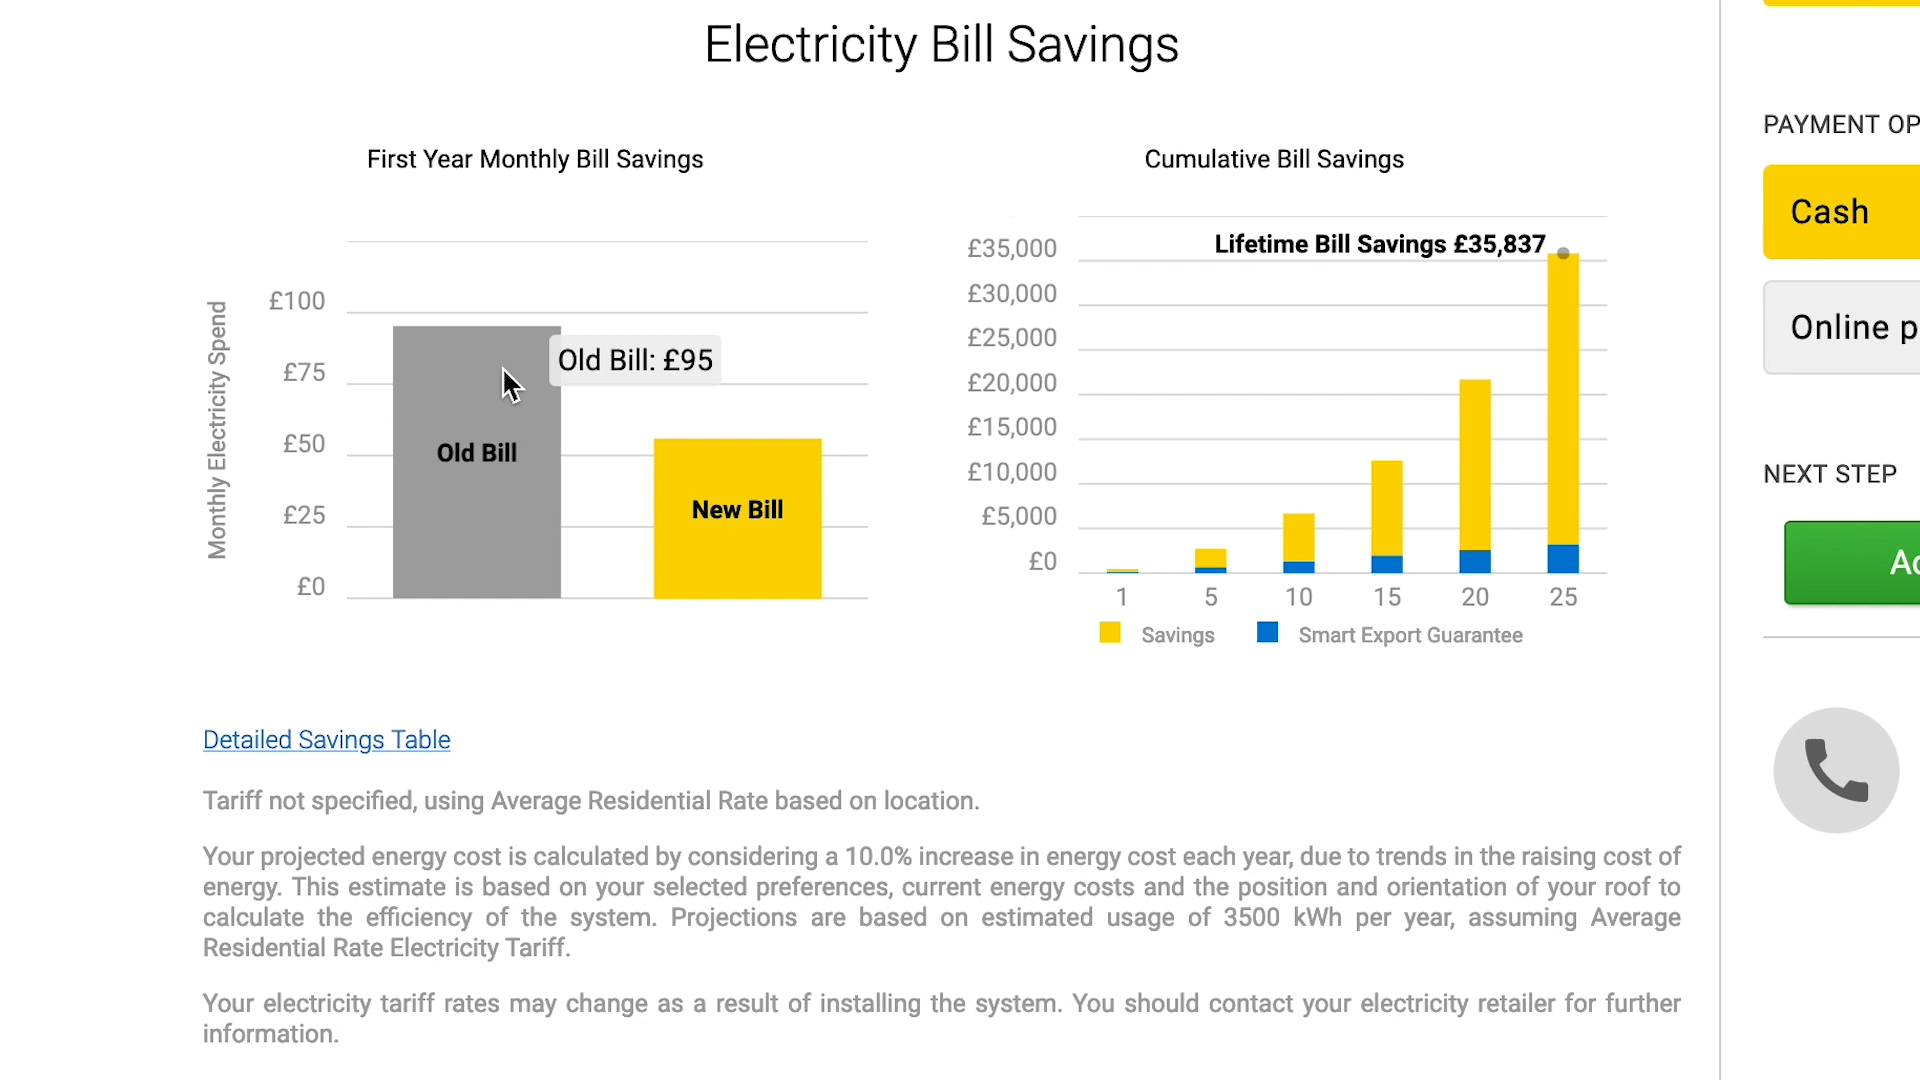 Electricity Bill Savings
First Year Monthly Bill Savings
Monthly Electricity Spend
£100
£75
£50
£25
£0
Old Bill
Old Bill: £95
New Bill
Cumulative Bill Savings
Lifetime Bill Savings £35,837
£35,000
£30,000
£25,000
£20,000
£15,000
£10,000
£5,000
£0
1 5 10 15 20 25
Savings Smart Export Guarantee
Detailed Savings Table
Tariff not specified, using Average Residential Rate based on location.
Your projected energy cost is calculated by considering a 10.0% increase in energy cost each year, due to trends in the raising cost of
energy. This estimate is based on your selected preferences, current energy costs and the position and orientation of your roof to
calculate the efficiency of the system. Projections are based on estimated usage of 3500 kWh per year, assuming Average
Residential Rate Electricity Tariff.
Your electricity tariff rates may change as a result of installing the system. You should contact your electricity retailer for further
information.
PAYMENT
Cash
Online
NEXT STEP